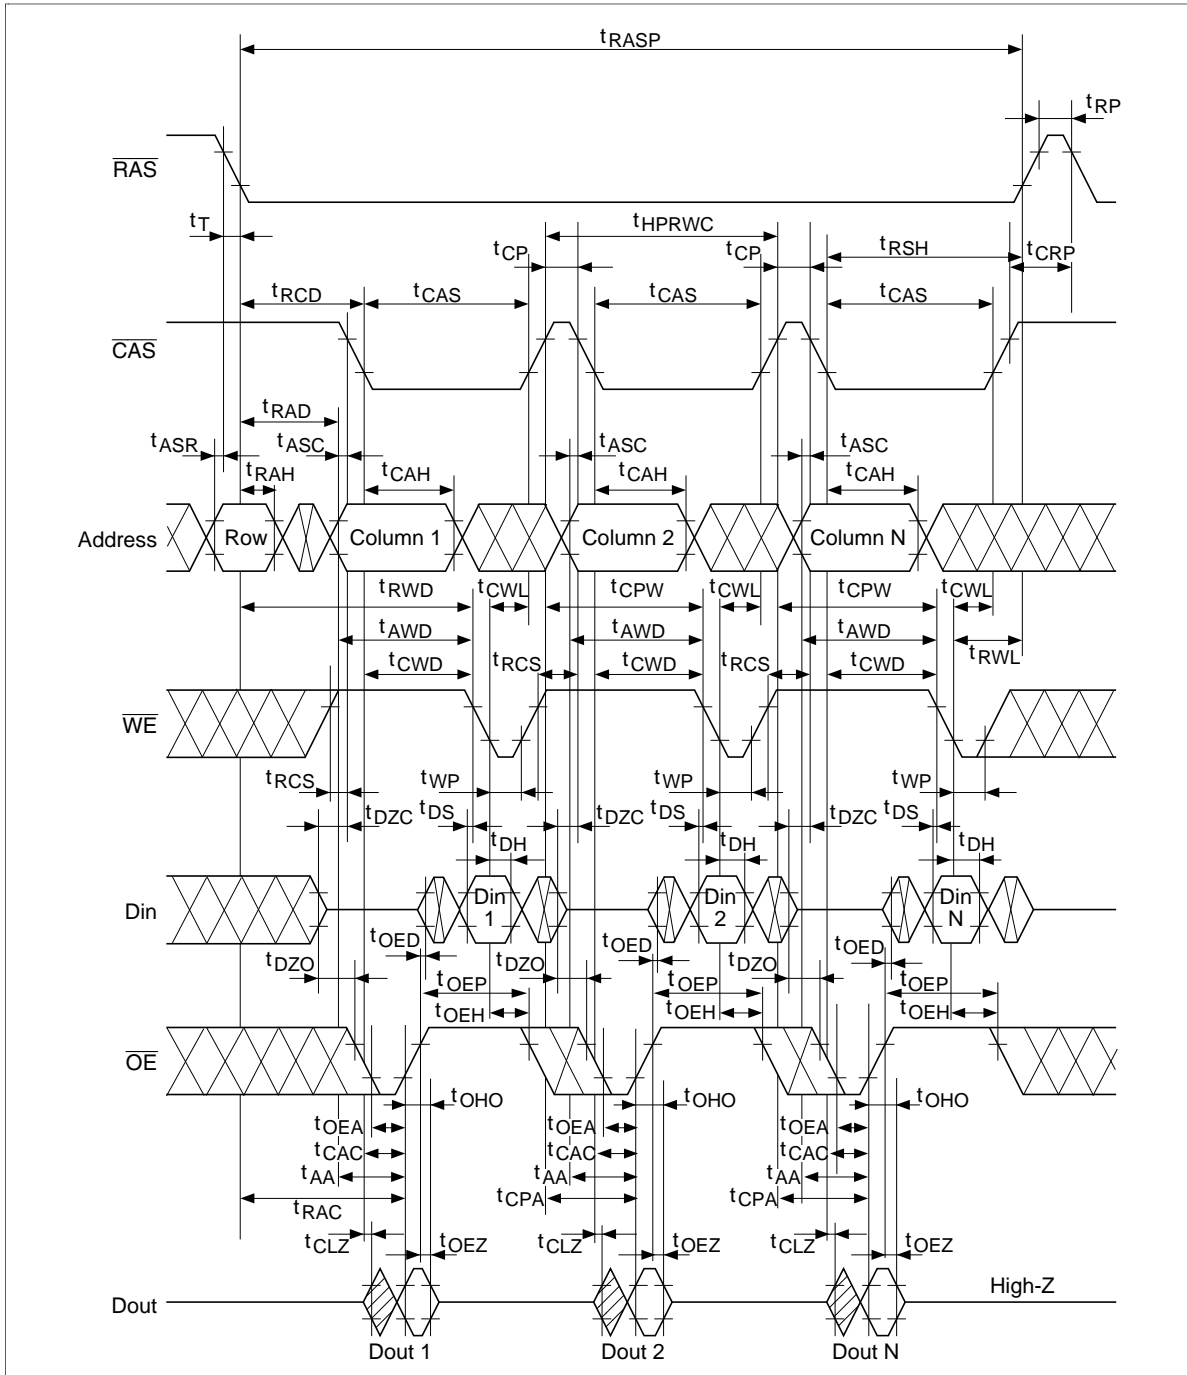 tRASP
tRP
RAS
tT
tHPRWC
tCP
tCP
tRSH
tCRP
tRCD
tCAS
tCAS
tCAS
CAS
tRAD
tASR
tASC
tASC
tASC
tRAH
tCAH
tCAH
tCAH
Address
Row
Column 1
Column 2
Column N
tRWD
tCWL
tCPW
tCWL
tCPW
tCWL
tAWD
tAWD
tAWD
tRWL
tCWD
tRCS
tCWD
tRCS
tCWD
WE
tRCS
tWP
tWP
tWP
tDZC
tDS
tDZC
tDS
tDZC
tDS
tDH
tDH
tDH
Din
Din 1
Din 2
Din N
tOED
tOED
tOED
tDZO
tOEP
tDZO
tOEP
tDZO
tOEP
tOEH
tOEH
tOEH
OE
tOHO
tOHO
tOHO
tOEA
tOEA
tOEA
tCAC
tCAC
tCAC
tAA
tAA
tAA
tRAC
tCPA
tCPA
tCLZ
tOEZ
tCLZ
tOEZ
tCLZ
tOEZ
High-Z
Dout
Dout 1
Dout 2
Dout N